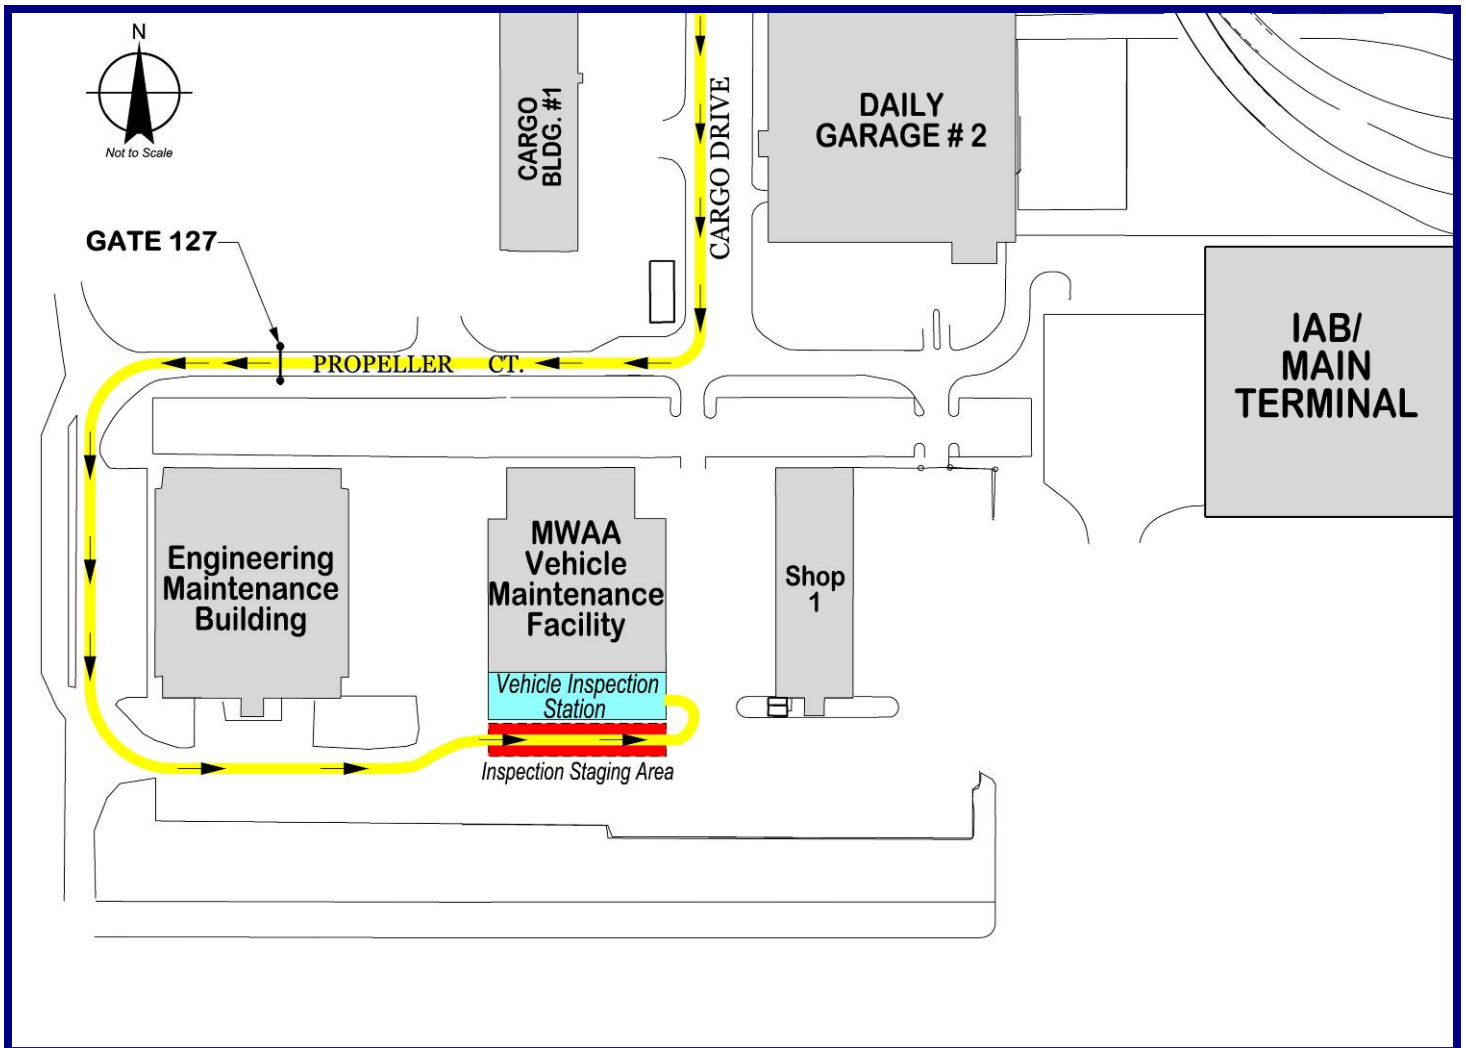 N
Not to Scale
CARGO
BLDG. #1
CARGO DRIVE
DAILY
GARAGE # 2
GATE 127
PROPELLER CT.
IAB/
MAIN
TERMINAL
Engineering
Maintenance
Building
MWAA
Vehicle
Maintenance
Facility
Shop
1
Vehicle Inspection
Station
Inspection Staging Area